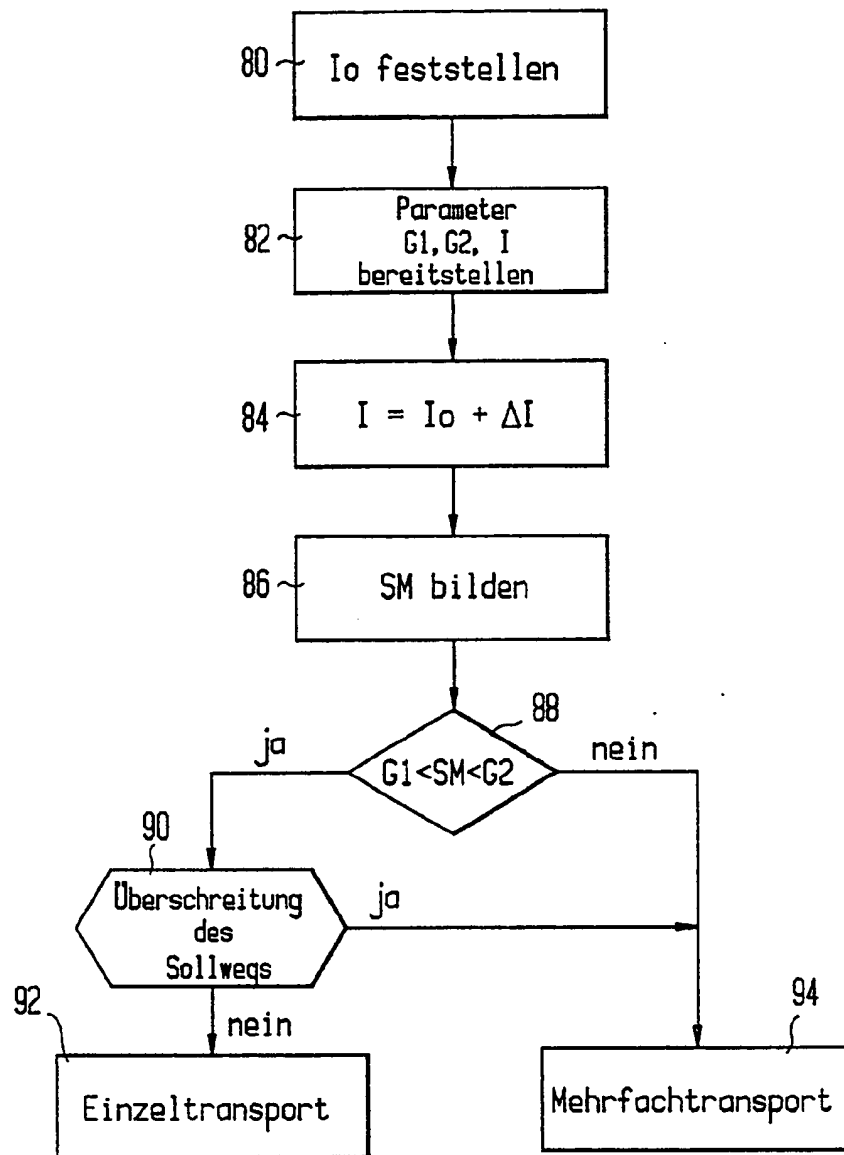 80
Io feststellen
82
Parameter
G1,G2, I
bereitstellen
84
I = Io + ΔI
86
SM bilden
88
ja
G1<SM<G2
nein
90
Überschreitung
des
Sollwegs
ja
92
nein
94
Einzeltransport
Mehrfachtransport